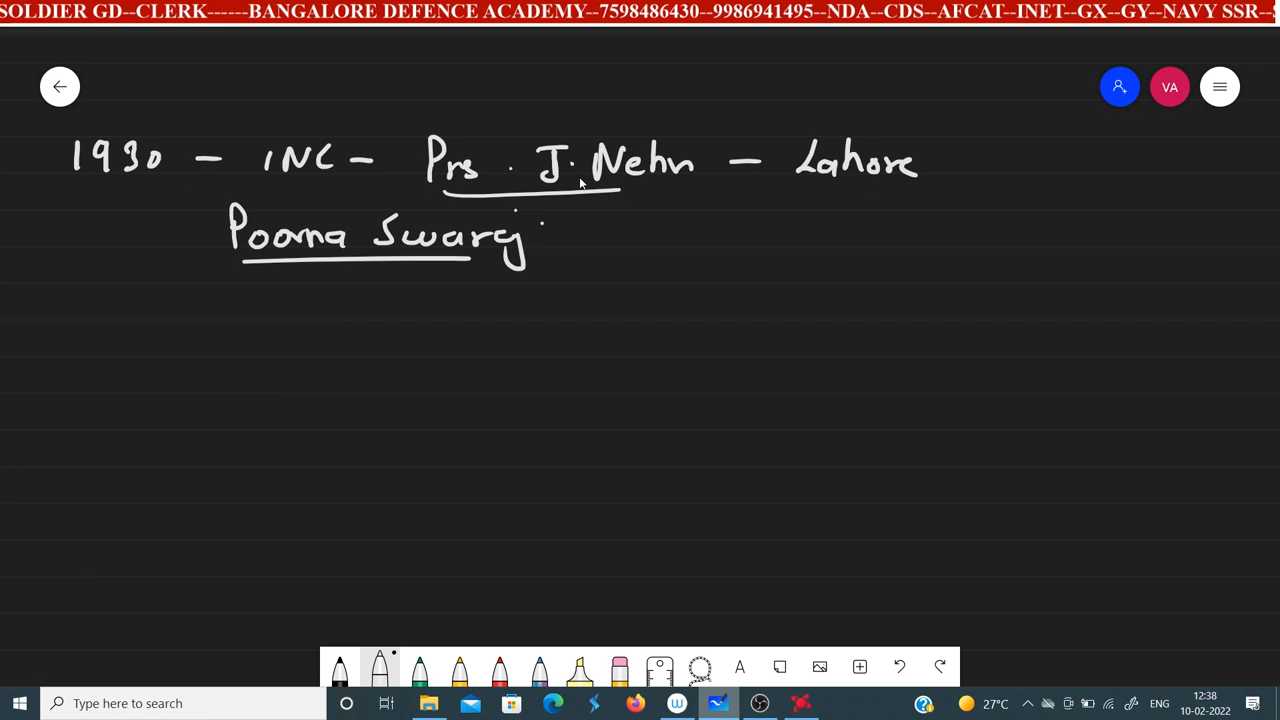 SOLDIER GD--CLERK------BANGALORE DEFENCE ACADEMY--7598486430--9986941495--NDA--CDS--AFCAT--INET--GX--GY--NAVY SSR--
VA
1930 - INC - Prs. J. Nehru - Lahore
Poorna Swaraj
A
Type here to search
27°C
ENG
12:38
10-02-2022